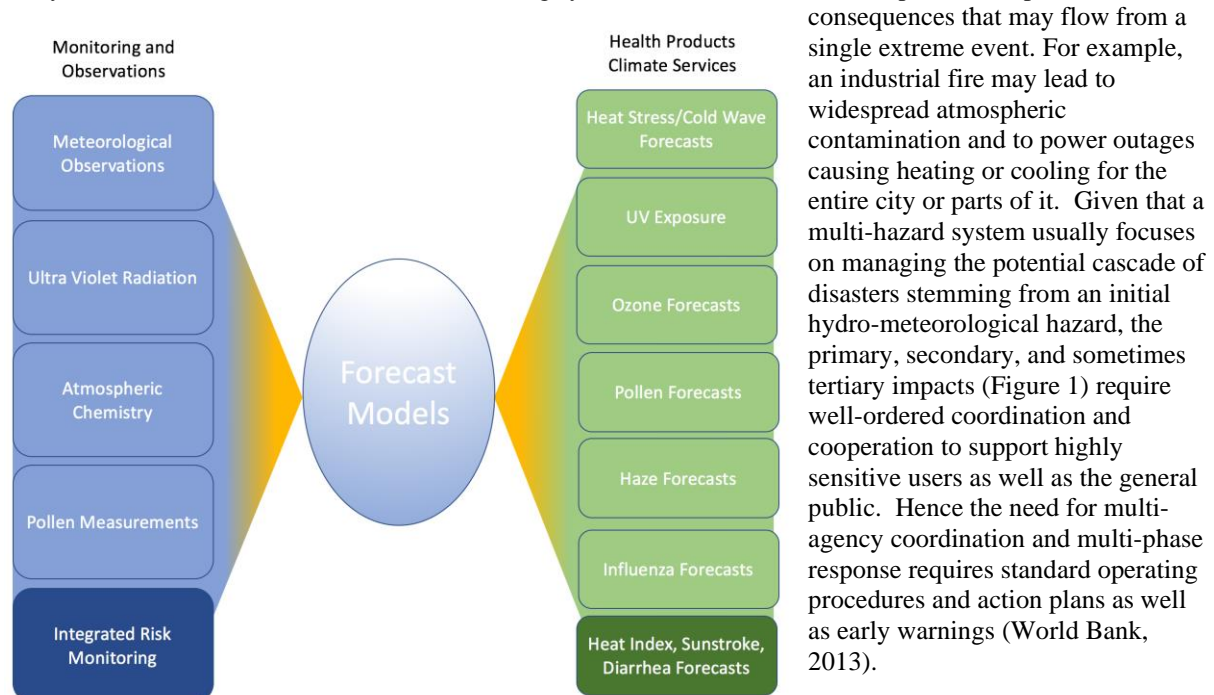 Monitoring and
Observations
Meteorological
Observations
Ultra Violet Radiation
Atmospheric
Chemistry
Pollen Measurements
Integrated Risk
Monitoring
Forecast
Models
Health Products
Climate Services
Heat Stress/Cold Wave
Forecasts
UV Exposure
Ozone Forecasts
Pollen Forecasts
Haze Forecasts
Influenza Forecasts
Heat Index, Sunstroke,
Diarrhea Forecasts
consequences that may flow from a
single extreme event. For example,
an industrial fire may lead to
widespread atmospheric
contamination and to power outages
causing heating or cooling for the
entire city or parts of it.  Given that a
multi-hazard system usually focuses
on managing the potential cascade of
disasters stemming from an initial
hydro-meteorological hazard, the
primary, secondary, and sometimes
tertiary impacts (Figure 1) require
well-ordered coordination and
cooperation to support highly
sensitive users as well as the general
public.  Hence the need for multi-
agency coordination and multi-phase
response requires standard operating
procedures and action plans as well
as early warnings (World Bank,
2013).